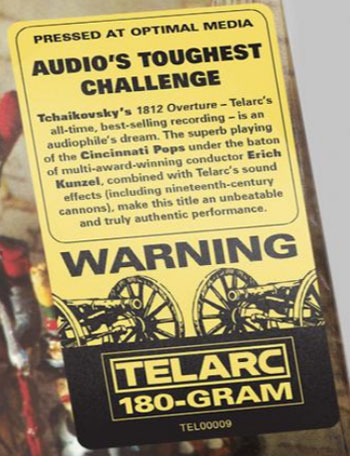 PRESSED AT OPTIMAL MEDIA
AUDIO'S TOUGHEST
CHALLENGE
Tchaikovsky's 1812 Overture – Telarc's
all-time, best-selling recording – is an
audiophile's dream. The superb playing
of the Cincinnati Pops under the baton
of multi-award-winning conductor Erich
Kunzel, combined with Telarc's sound
effects (including nineteenth-century
cannons), make this title an unbeatable
and truly authentic performance.
WARNING
TELARC
180-GRAM
TEL00009